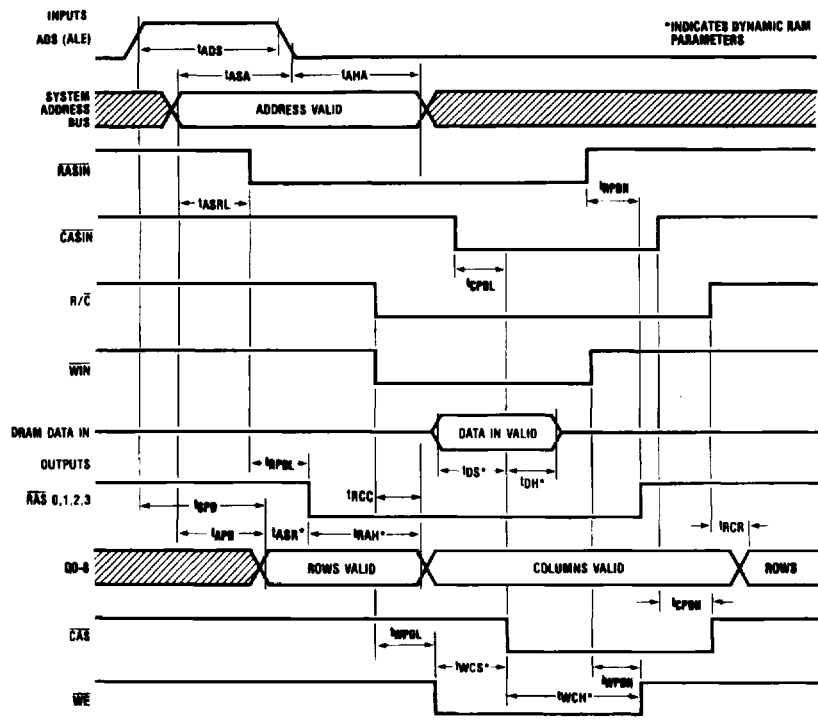 INPUTS
ADS (ALE)
*INDICATES DYNAMIC RAM
PARAMETERS
tADS
tASA
tAHA
SYSTEM
ADDRESS
BUS
ADDRESS VALID
RASIN
tRPDH
tASRL
CASIN
tCPDL
R/C
WIN
DRAM DATA IN
DATA IN VALID
OUTPUTS
tRPDL
tDS*
tDH*
RAS 0,1,2,3
tRCC
tSPD
tAPD
tASR*
tRAH*
tRCR
Q0-8
ROWS VALID
COLUMNS VALID
ROWS
tCPDH
CAS
tWPDL
tWCS*
tWPDH
tWCH*
WE